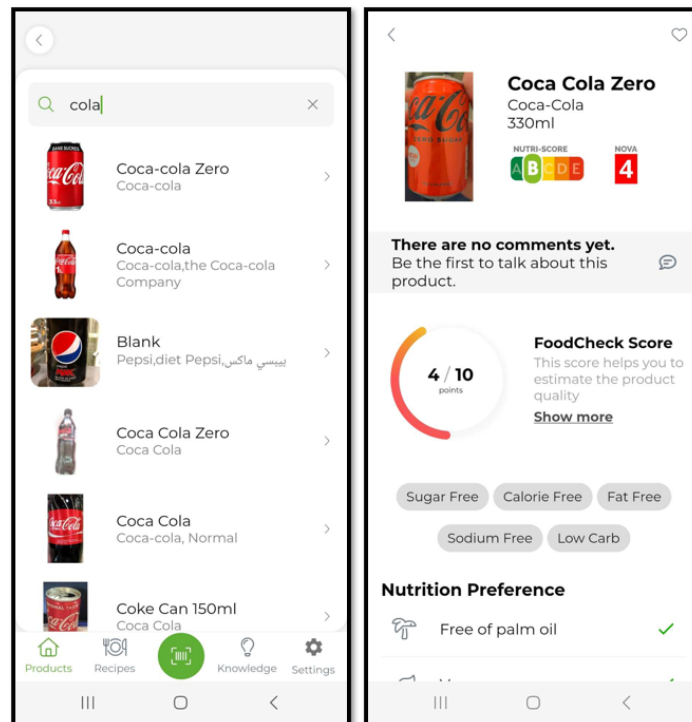 cola
Coca-cola Zero
Coca-cola
Coca-cola
Coca-cola,the Coca-cola
Company
Blank
Pepsi,diet Pepsi,بيبسي ماكس
Coca Cola Zero
Coca Cola
Coca Cola
Coca-cola, Normal
Coke Can 150ml
Coca Cola
Products
Recipes
Knowledge
Settings
Coca Cola Zero
Coca-Cola
330ml
NUTRI-SCORE
NOVA
A B C D E
4
ZERO SUGAR
There are no comments yet.
Be the first to talk about this
product.
4 / 10
points
FoodCheck Score
This score helps you to
estimate the product
quality
Show more
Sugar Free
Calorie Free
Fat Free
Sodium Free
Low Carb
Nutrition Preference
Free of palm oil